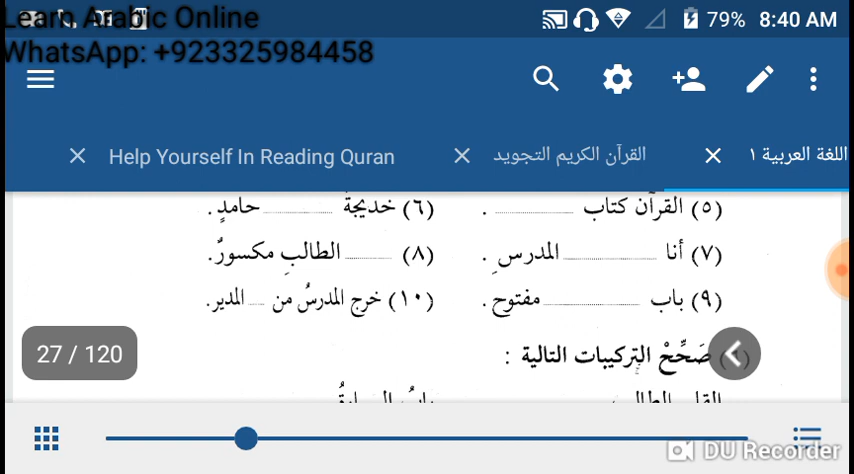 Learn Arabic Online
WhatsApp: +923325984458
79% 8:40 AM
Help Yourself In Reading Quran
القرآن الكريم التجويد
اللغة العربية ١
(٥) القرآن كتاب ............ . (٦) خديجةُ ............ حامدٍ .
(٧) أنا ............ المدرسِ . (٨) ............ الطالبِ مكسورٌ .
(٩) باب ............ مفتوح . (١٠) خرج المدرسُ من ...... المدير .
صَحِّحْ التركيبات التالية :
27 / 120
DU Recorder